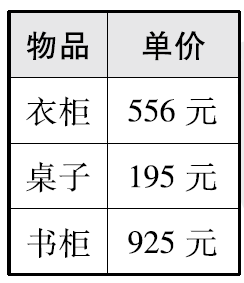 物品 单价
衣柜 556 元
桌子 195 元
书柜 925 元